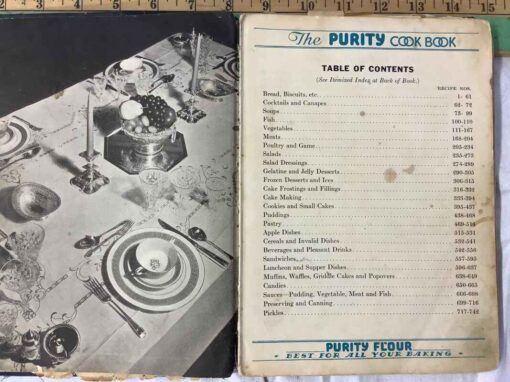 The PURITY COOK BOOK
TABLE OF CONTENTS
(See Detailed Index at Back of Book.)
RECIPE NOS.
Bread, Biscuits, etc. 1- 61
Cocktails and Canapes 62- 72
Soups 73- 99
Fish 100-110
Vegetables 111-167
Meats 168-204
Poultry and Game 205-234
Salads 235-273
Salad Dressings 274-289
Gelatine and Jelly Desserts 290-305
Frozen Desserts and Ices 306-315
Cake Frostings and Fillings 316-331
Cake Making 332-394
Cookies and Small Cakes 395-437
Puddings 438-468
Pastry 469-514
Apple Dishes 515-531
Cereals and Invalid Dishes 532-541
Beverages and Pleasant Drinks 542-556
Sandwiches 557-595
Luncheon and Supper Dishes 596-627
Muffins, Waffles, Griddle Cakes and Popovers 628-649
Candies 650-665
Sauces—Pudding, Vegetable, Meat and Fish 666-698
Preserving and Canning 699-716
Pickles 717-742
PURITY FLOUR
- BEST FOR ALL YOUR BAKING -